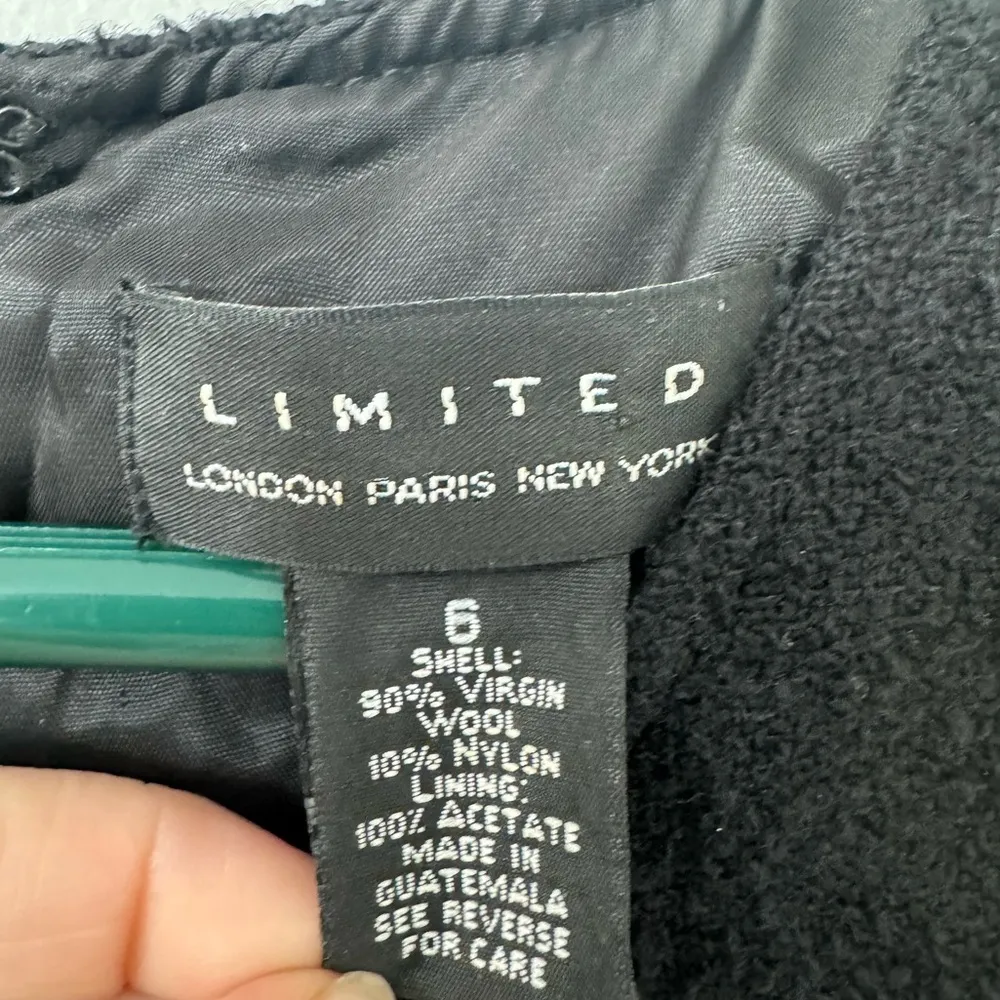 LIMITED
LONDON PARIS NEW YORK
6
SHELL:
90% VIRGIN
WOOL
10% NYLON
LINING:
100% ACETATE
MADE IN
GUATEMALA
SEE REVERSE
FOR CARE